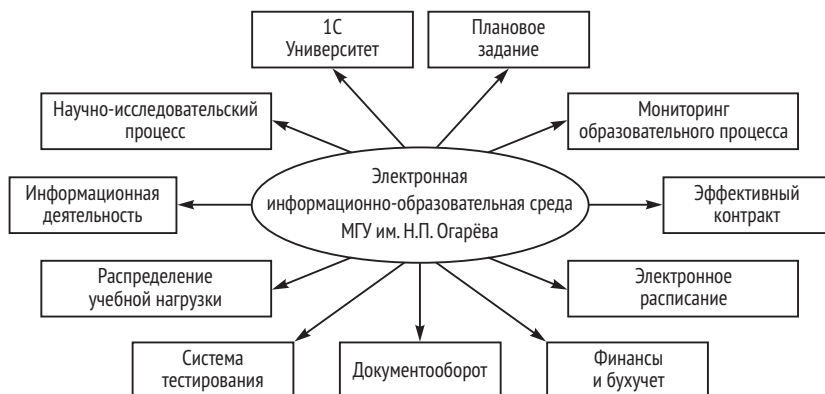 1С
Университет
Плановое
задание
Научно-исследовательский
процесс
Мониторинг
образовательного процесса
Информационная
деятельность
Электронная
информационно-образовательная среда
МГУ им. Н.П. Огарёва
Эффективный
контракт
Распределение
учебной нагрузки
Электронное
расписание
Система
тестирования
Документооборот
Финансы
и бухучет